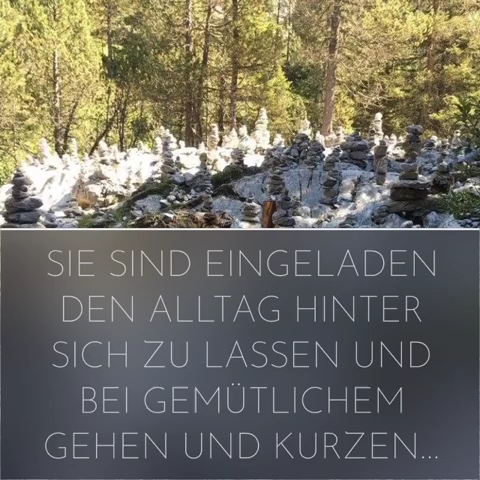 SIE SIND EINGELADEN
DEN ALLTAG HINTER
SICH ZU LASSEN UND
BEI GEMÜTLICHEM
GEHEN UND KURZEN...